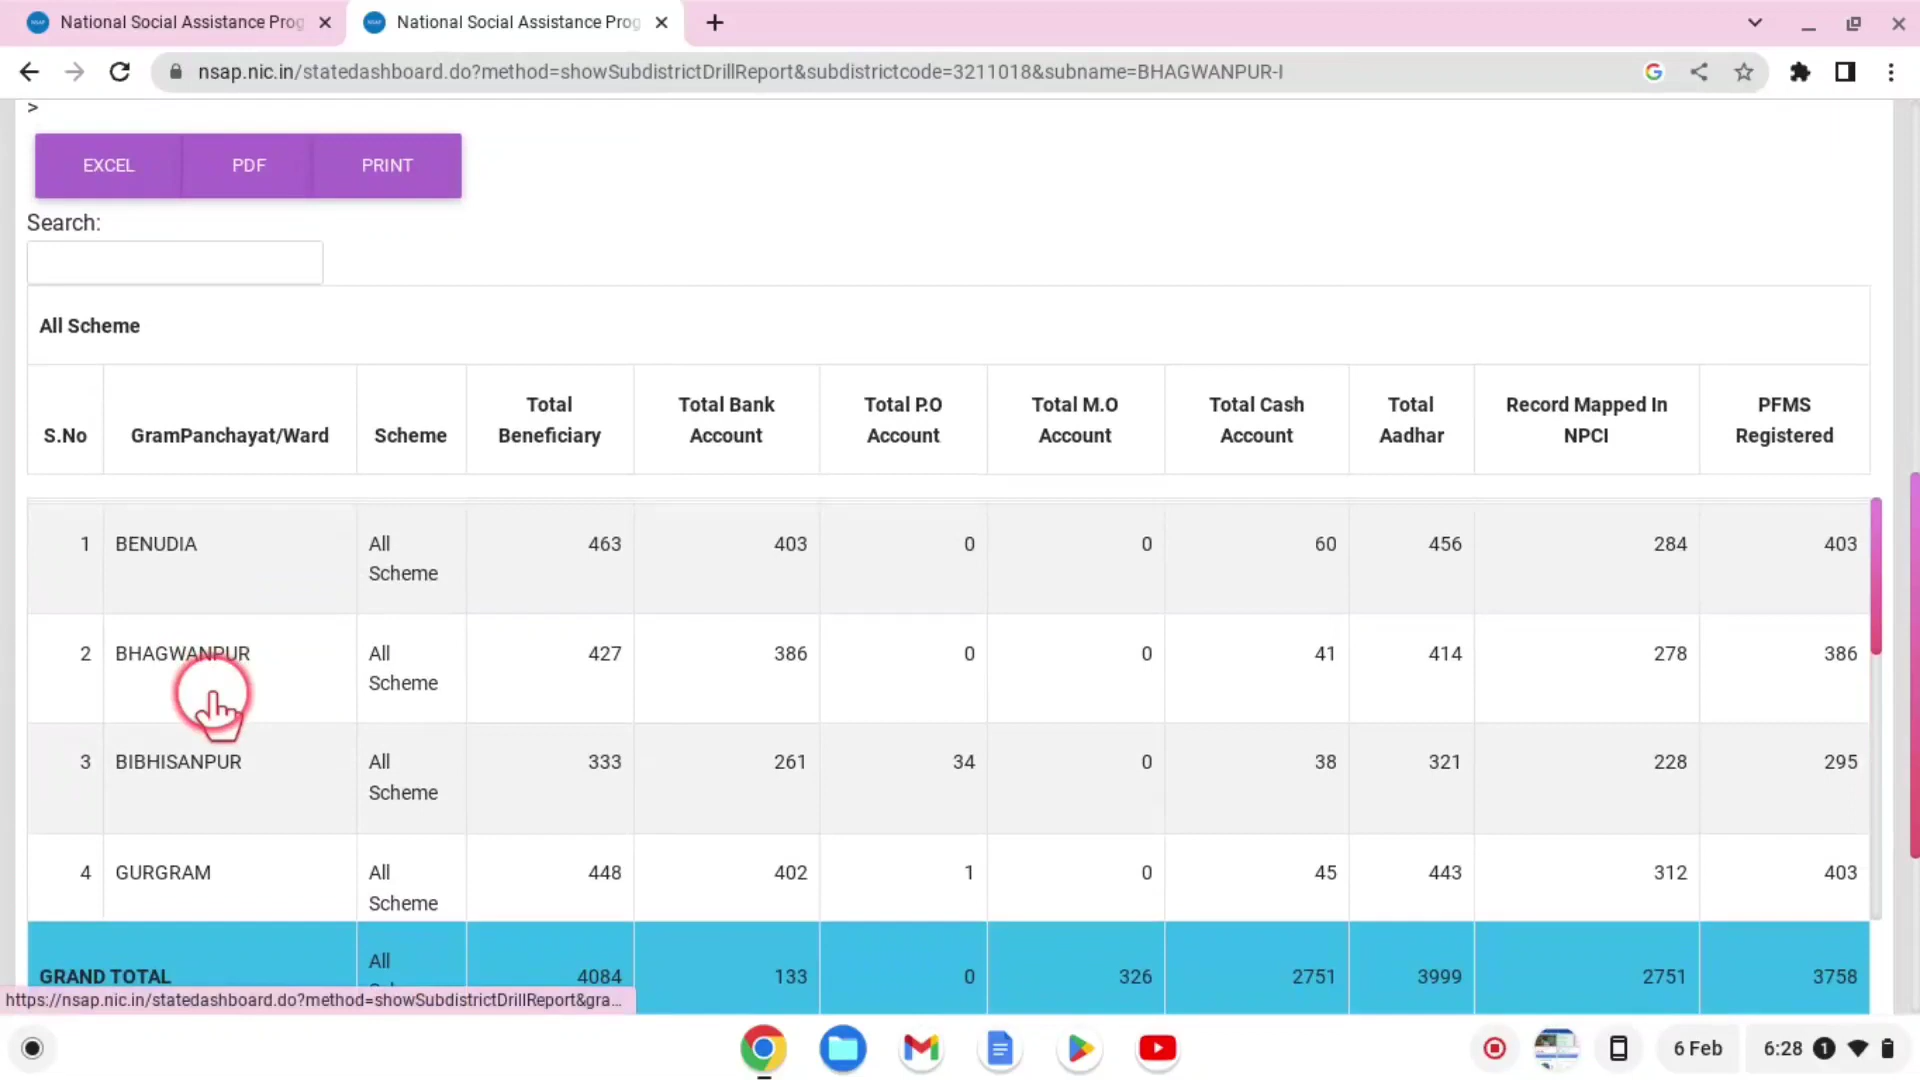 National Social Assistance Prog
National Social Assistance Prog
nsap.nic.in/statedashboard.do?method=showSubdistrictDrillReport&subdistrictcode=3211018&subname=BHAGWANPUR-I
>
EXCEL PDF PRINT
Search:
All Scheme
S.No GramPanchayat/Ward Scheme Total Beneficiary Total Bank Account Total P.O Account Total M.O Account Total Cash Account Total Aadhar Record Mapped In NPCI PFMS Registered
1 BENUDIA All Scheme 463 403 0 0 60 456 284 403
2 BHAGWANPUR All Scheme 427 386 0 0 41 414 278 386
3 BIBHISANPUR All Scheme 333 261 34 0 38 321 228 295
4 GURGRAM All Scheme 448 402 1 0 45 443 312 403
GRAND TOTAL All 4084 133 0 326 2751 3999 2751 3758
https://nsap.nic.in/statedashboard.do?method=showSubdistrictDrillReport&gra...
6 Feb 6:28 1